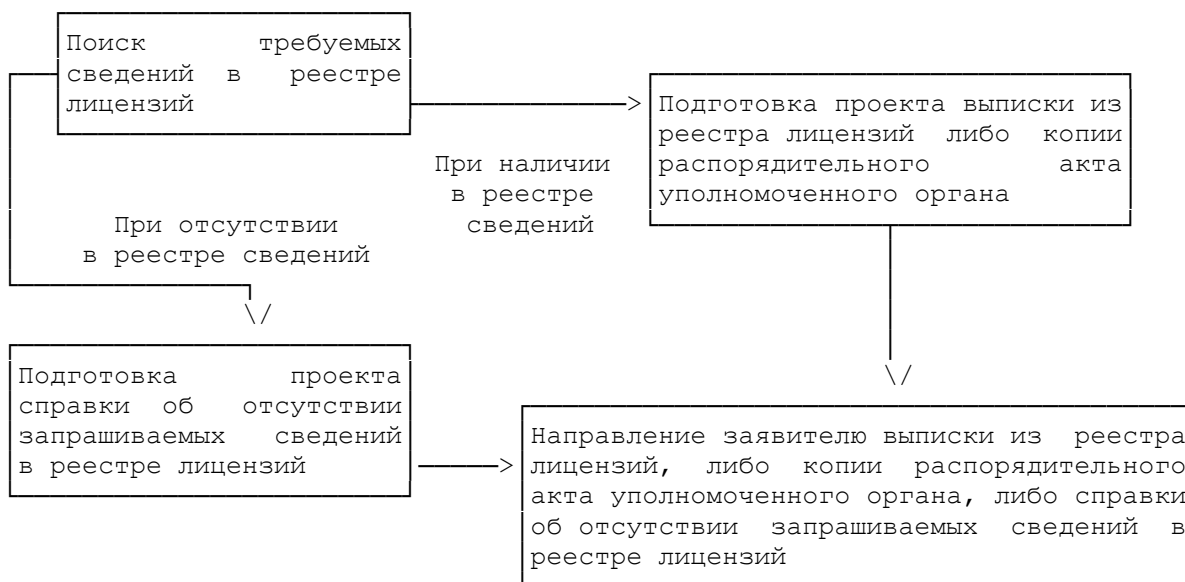 Поиск требуемых
сведений в реестре
лицензий
При наличии
в реестре
сведений
Подготовка проекта выписки из
реестра лицензий либо копии
распорядительного акта
уполномоченного органа
При отсутствии
в реестре сведений
Подготовка проекта
справки об отсутствии
запрашиваемых сведений
в реестре лицензий
Направление заявителю выписки из реестра
лицензий, либо копии распорядительного
акта уполномоченного органа, либо справки
об отсутствии запрашиваемых сведений в
реестре лицензий